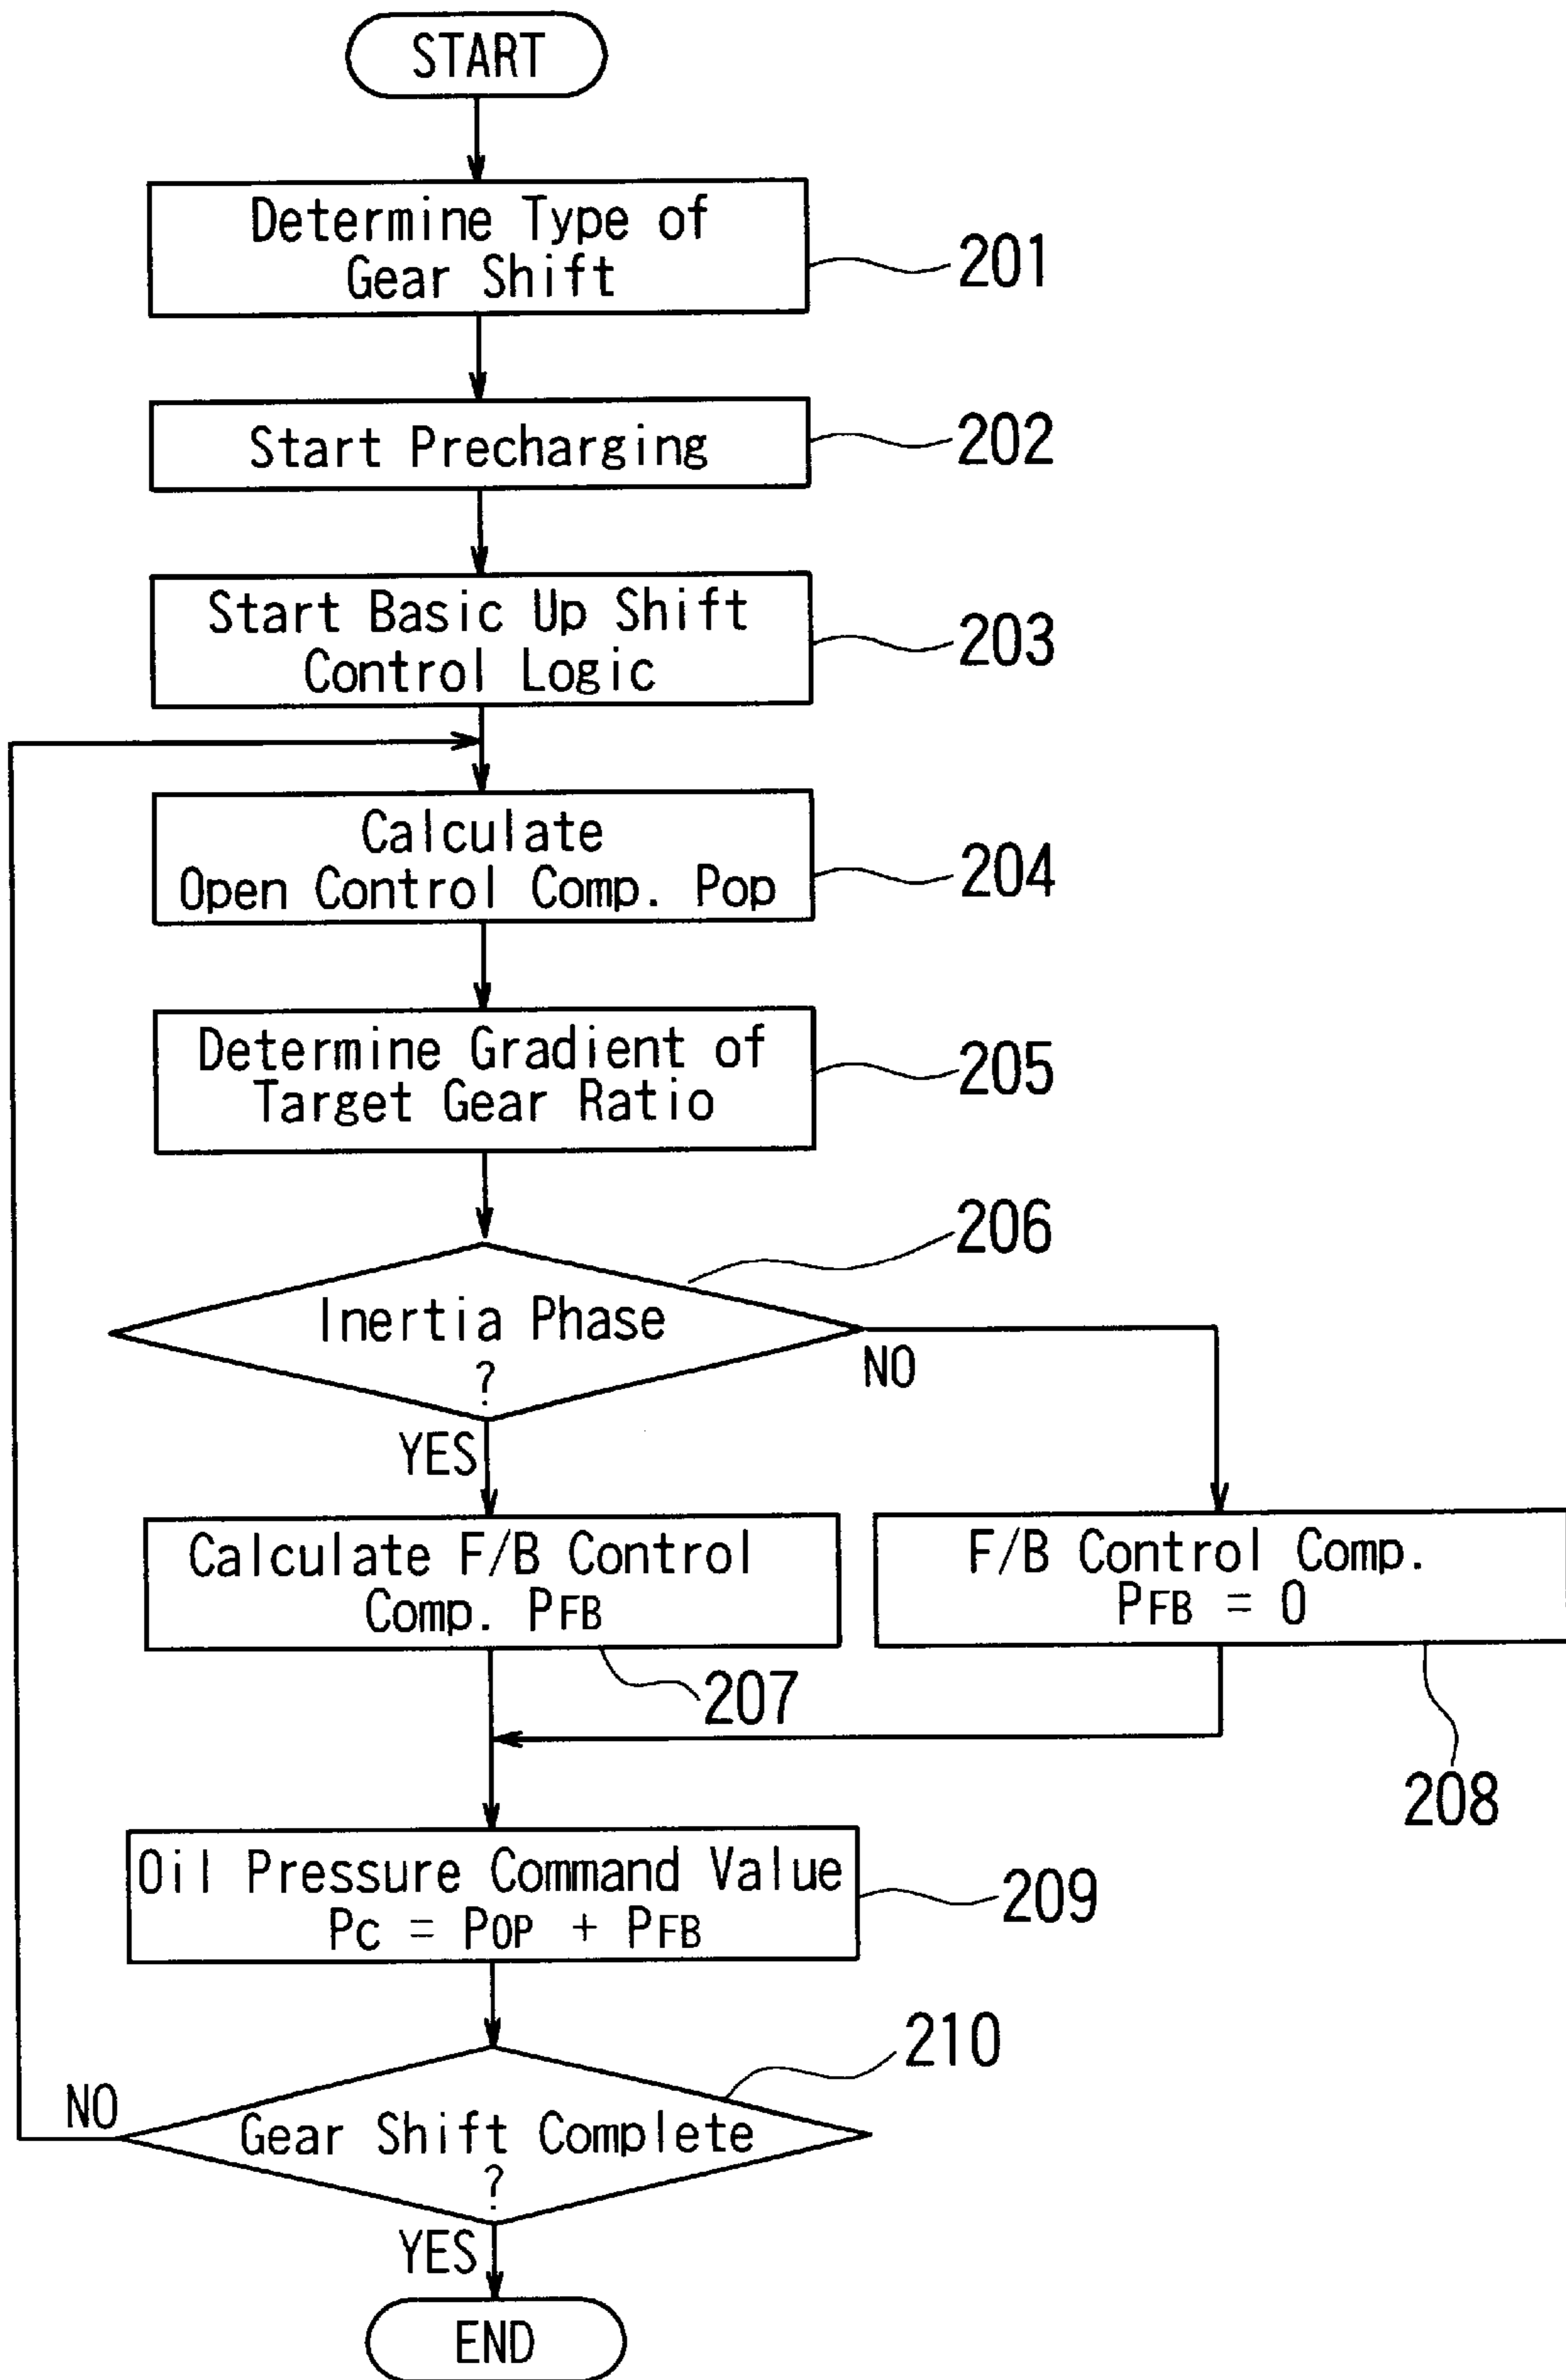 START
Determine Type of
Gear Shift
201
Start Precharging
202
Start Basic Up Shift
Control Logic
203
Calculate
Open Control Comp. Pop
204
Determine Gradient of
Target Gear Ratio
205
206
Inertia Phase
?
NO
YES
Calculate F/B Control
Comp. PFB
207
F/B Control Comp.
PFB = 0
208
Oil Pressure Command Value
Pc = POP + PFB
209
210
NO
Gear Shift Complete
?
YES
END